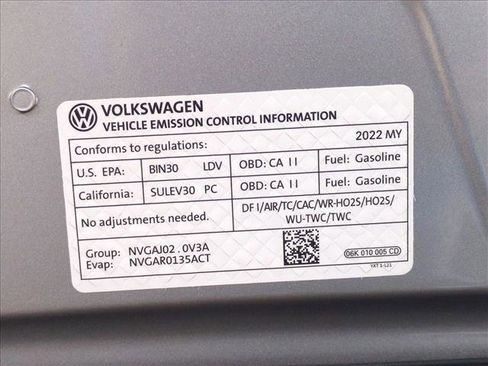 VOLKSWAGEN
VEHICLE EMISSION CONTROL INFORMATION
Conforms to regulations: 2022 MY
U.S. EPA: BIN30 LDV OBD: CA II Fuel: Gasoline
California: SULEV30 PC OBD: CA II Fuel: Gasoline
No adjustments needed. DFI/AIR/TC/CAC/WR-HO2S/HO2S/
WU-TWC/TWC
Group: NVGAJ02.0V3A
Evap: NVGAR0135ACT
06K 010 005 CD